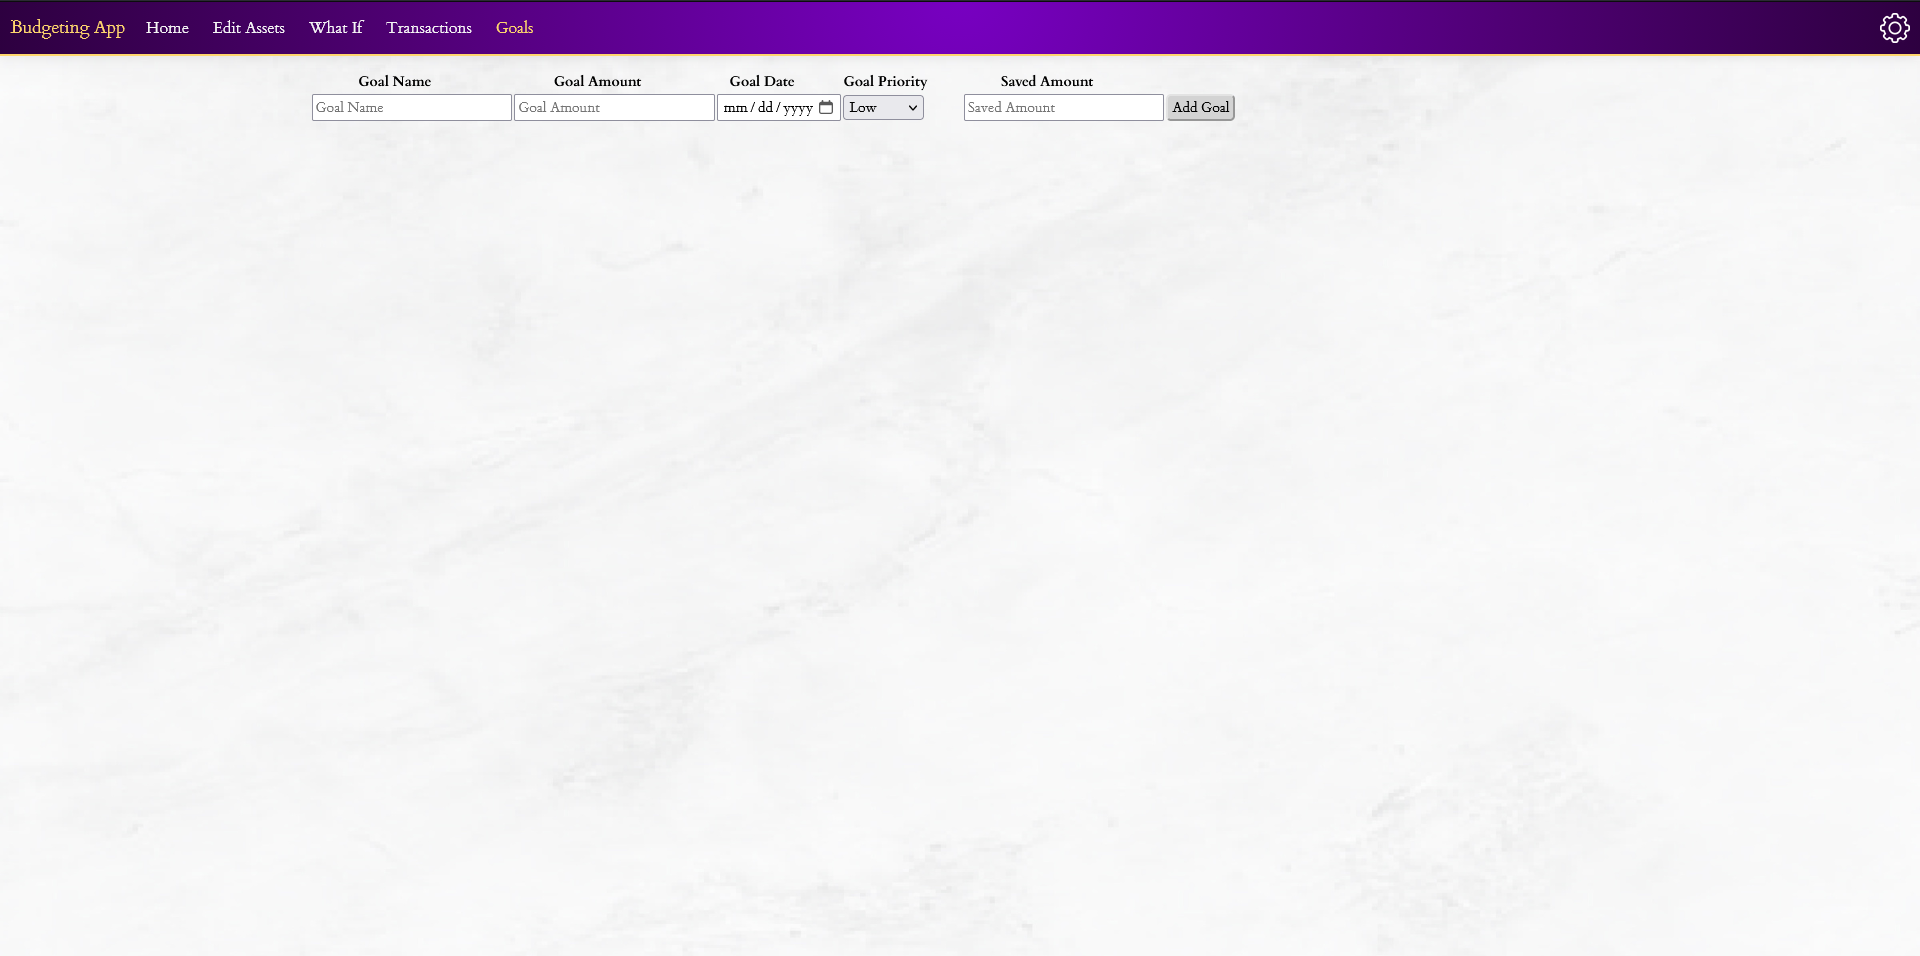 Budgeting App Home Edit Assets What If Transactions Goals
Goal Name Goal Amount Goal Date Goal Priority Saved Amount
Goal Name Goal Amount mm / dd / yyyy Low Saved Amount Add Goal